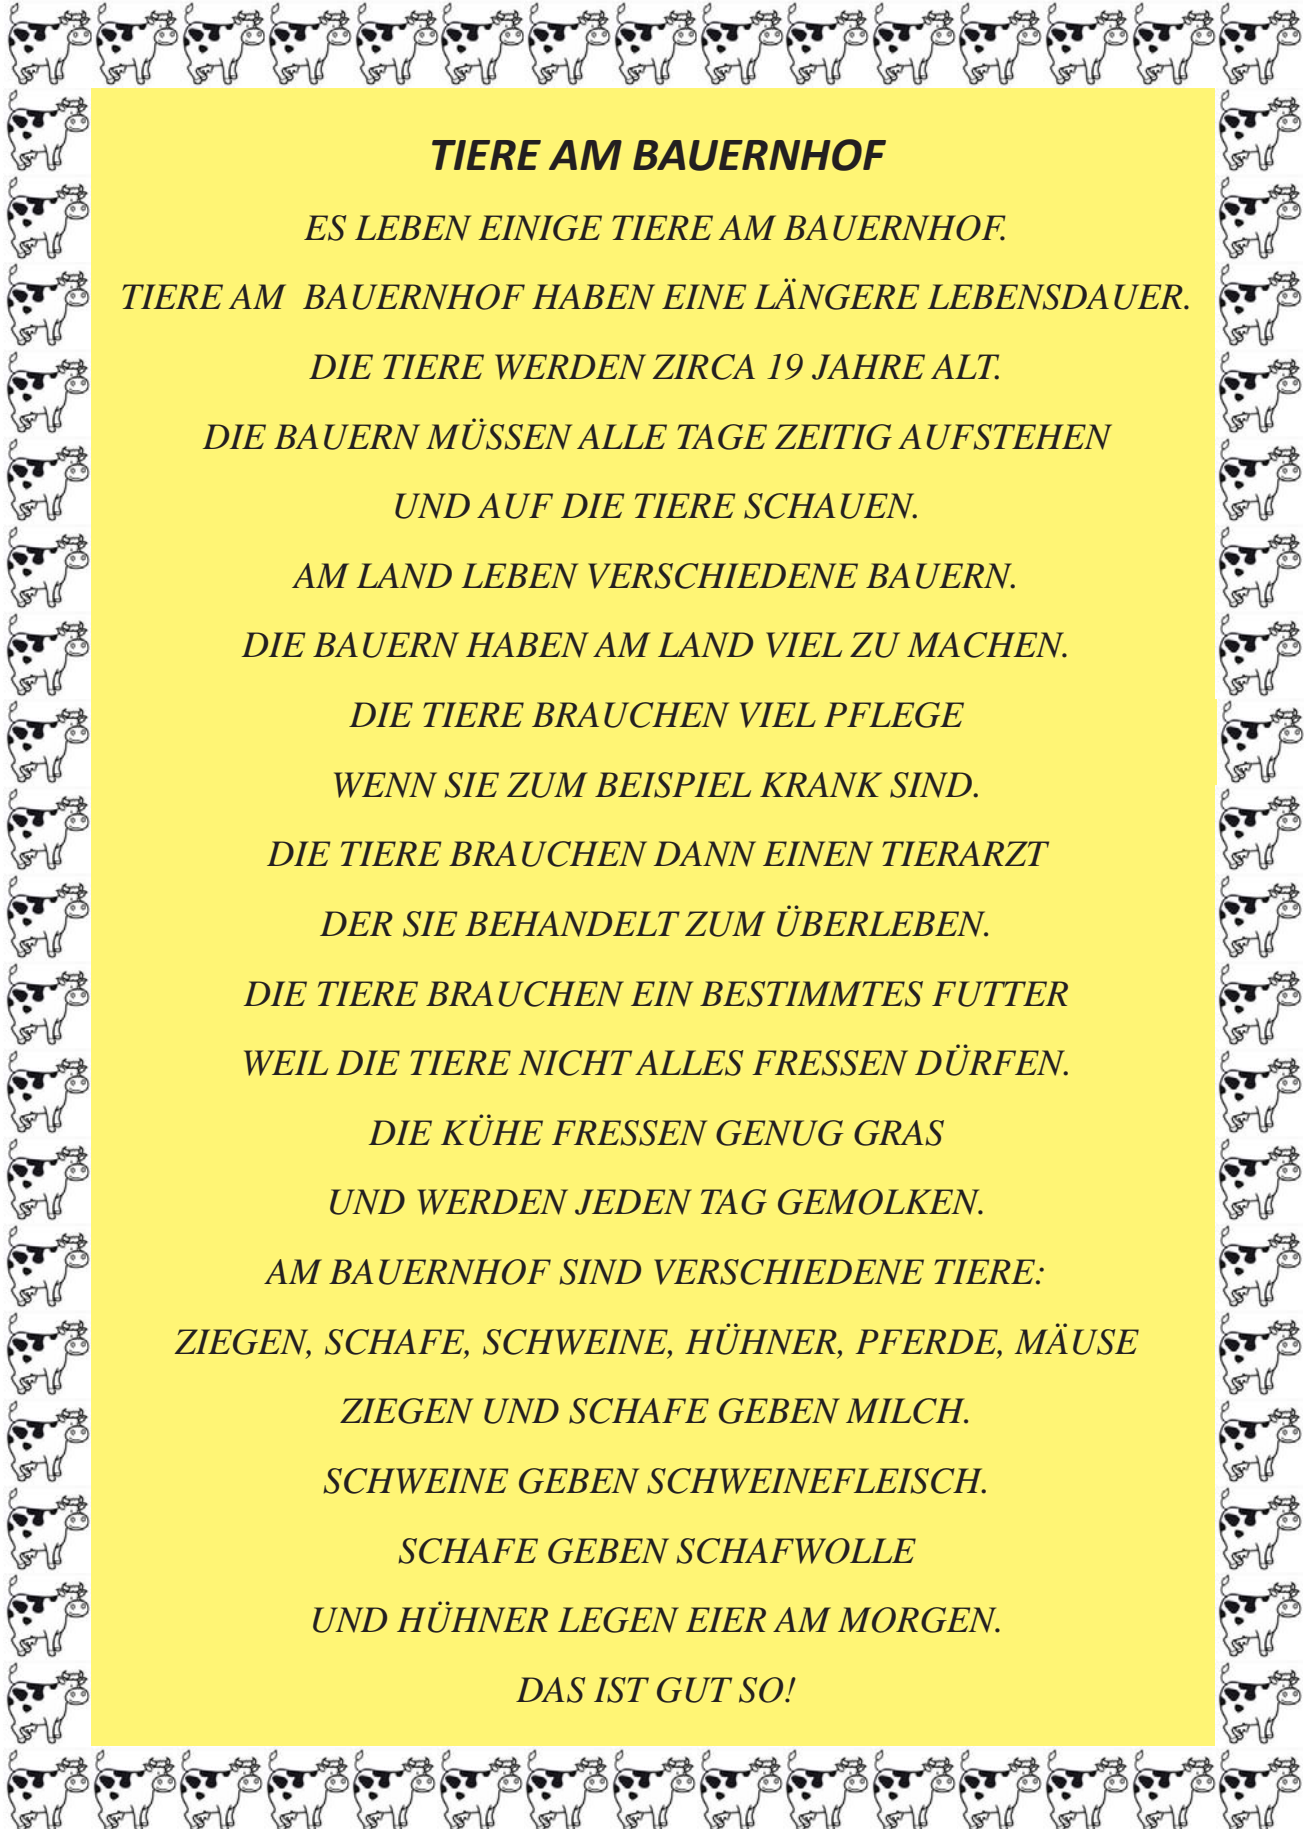 TIERE AM BAUERNHOF
ES LEBEN EINIGE TIERE AM BAUERNHOF.
TIERE AM  BAUERNHOF HABEN EINE LÄNGERE LEBENSDAUER.
DIE TIERE WERDEN ZIRCA 19 JAHRE ALT.
DIE BAUERN MÜSSEN ALLE TAGE ZEITIG AUFSTEHEN
UND AUF DIE TIERE SCHAUEN.
AM LAND LEBEN VERSCHIEDENE BAUERN.
DIE BAUERN HABEN AM LAND VIEL ZU MACHEN.
DIE TIERE BRAUCHEN VIEL PFLEGE
WENN SIE ZUM BEISPIEL KRANK SIND.
DIE TIERE BRAUCHEN DANN EINEN TIERARZT
DER SIE BEHANDELT ZUM ÜBERLEBEN.
DIE TIERE BRAUCHEN EIN BESTIMMTES FUTTER
WEIL DIE TIERE NICHT ALLES FRESSEN DÜRFEN.
DIE KÜHE FRESSEN GENUG GRAS
UND WERDEN JEDEN TAG GEMOLKEN.
AM BAUERNHOF SIND VERSCHIEDENE TIERE:
ZIEGEN, SCHAFE, SCHWEINE, HÜHNER, PFERDE, MÄUSE
ZIEGEN UND SCHAFE GEBEN MILCH.
SCHWEINE GEBEN SCHWEINEFLEISCH.
SCHAFE GEBEN SCHAFWOLLE
UND HÜHNER LEGEN EIER AM MORGEN.
DAS IST GUT SO!